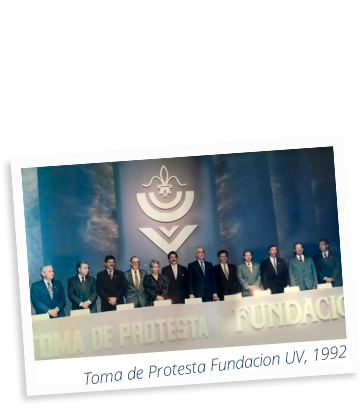 TOMA DE PROTESTA FUNDACIO
Toma de Protesta Fundacion UV, 1992